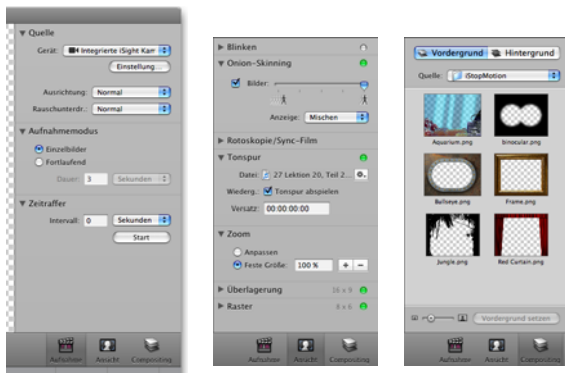 Quelle
Gerät: Integrierte iSight Kam
Einstellung...
Ausrichtung: Normal
Rauschunterdr.: Normal
Aufnahmemodus
Einzelbilder
Fortlaufend
Dauer: 3 Sekunden
Zeitraffer
Intervall: 0 Sekunden
Start
Aufnahme Ansicht Compositing
Blinken
Onion-Skinning
Bilder:
Anzeige: Mischen
Rotoskopie/Sync-Film
Tonspur
Datei: 27 Lektion 20, Teil 2...
Wiederg.: Tonspur abspielen
Versatz: 00:00:00:00
Zoom
Anpassen
Feste Größe: 100 % + −
Überlagerung 16 x 9
Raster 8 x 6
Aufnahme Ansicht Compositing
Vordergrund Hintergrund
Quelle: iStopMotion
Aquarium.png binocular.png
Bullseye.png Frame.png
Jungle.png Red Curtain.png
Vordergrund setzen
Aufnahme Ansicht Compositing